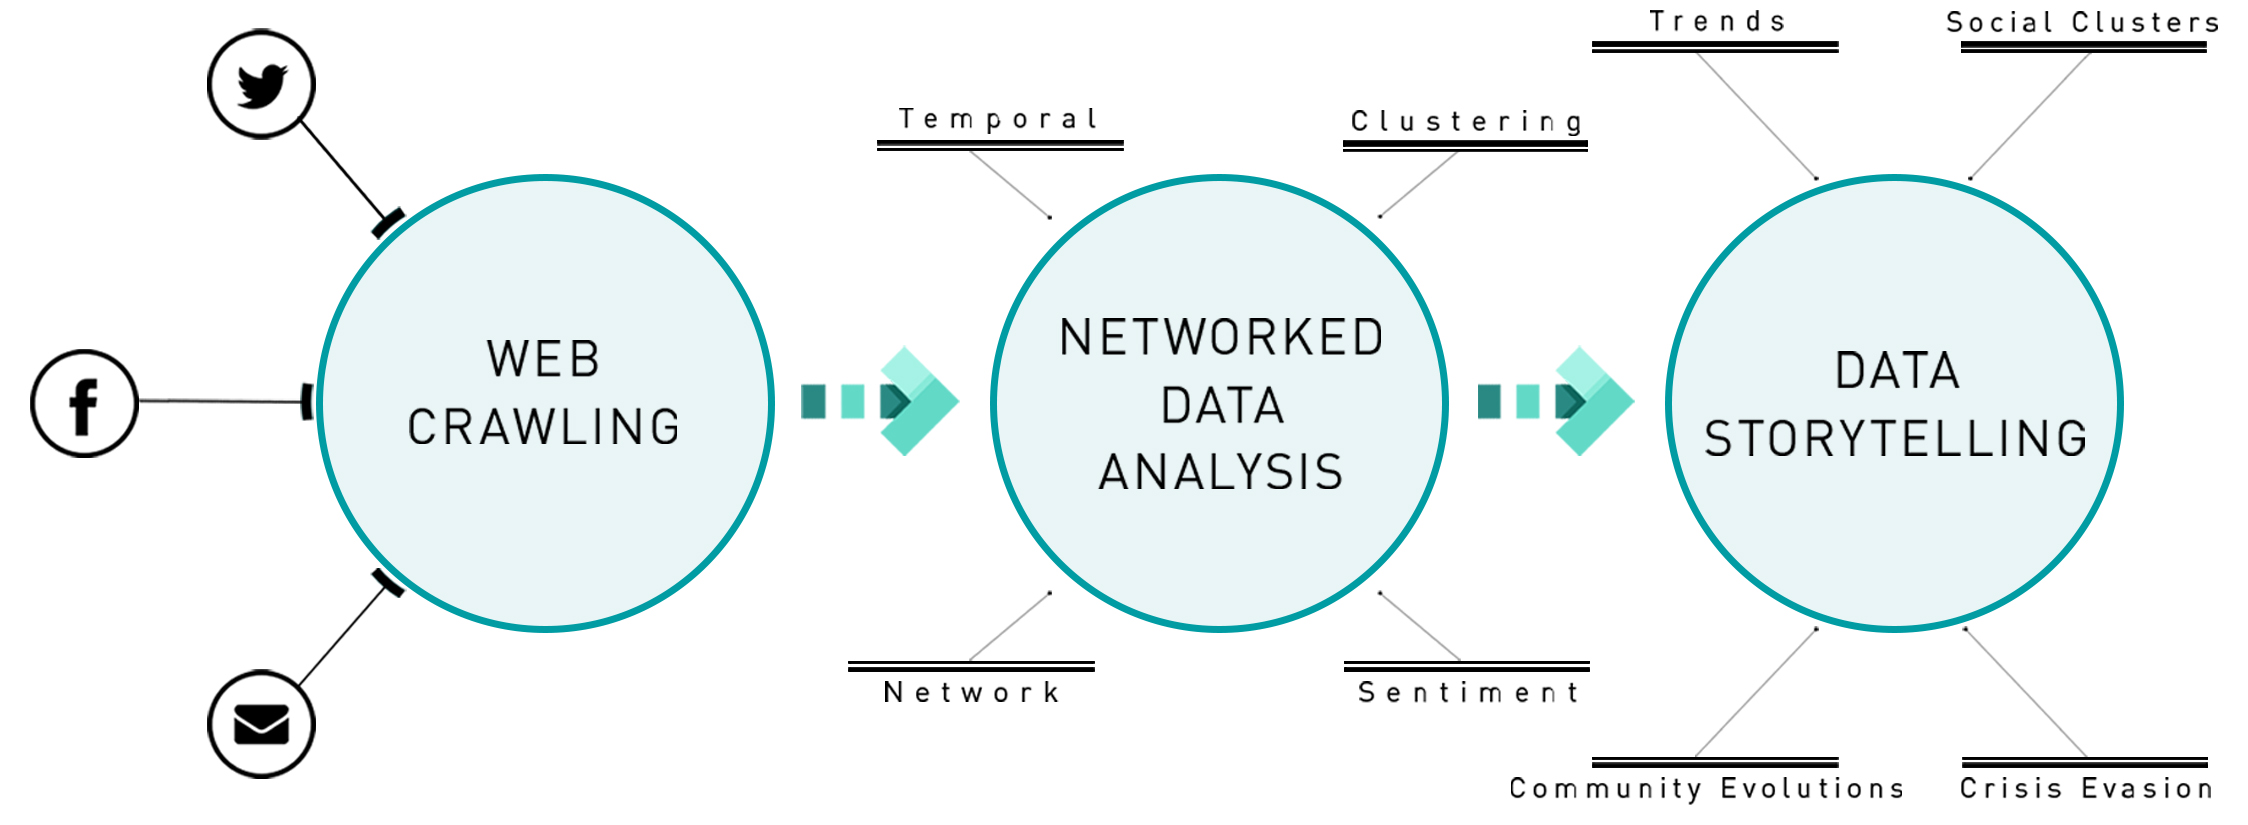 Trends
Social Clusters
Temporal
Clustering
WEB
CRAWLING
NETWORKED
DATA
ANALYSIS
DATA
STORYTELLING
Network
Sentiment
Community Evolutions
Crisis Evasion